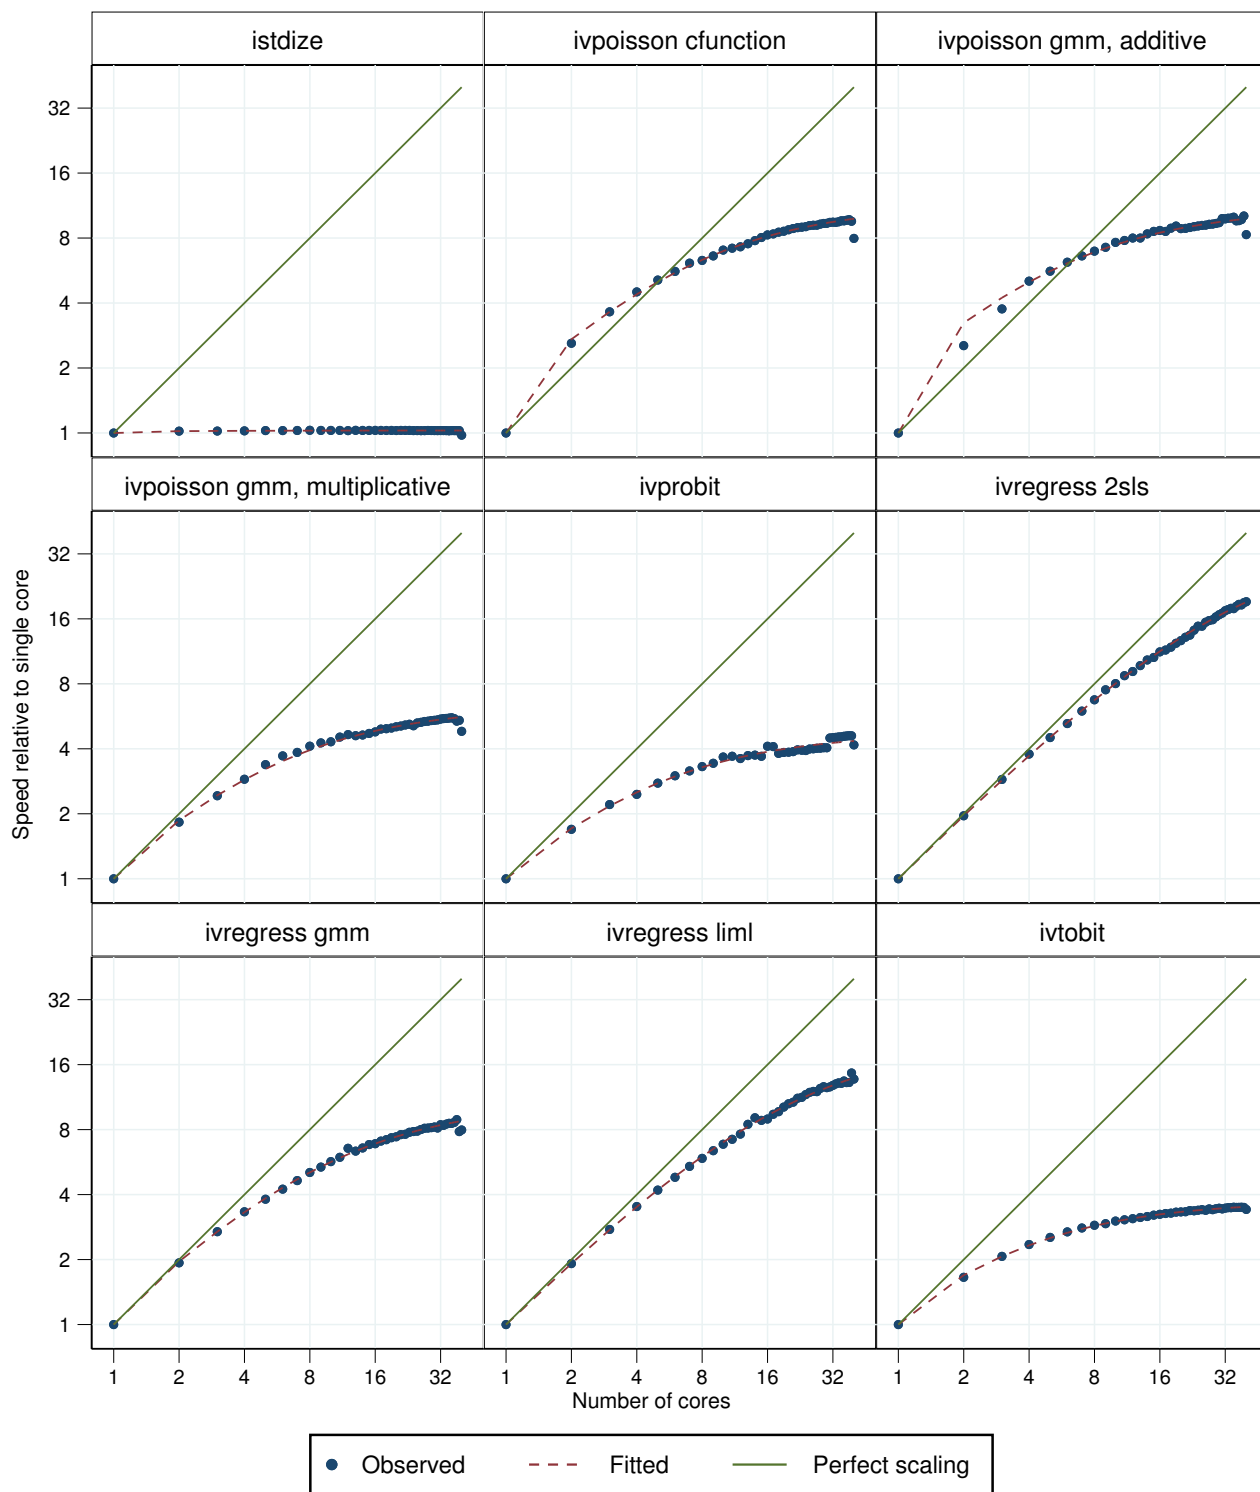 istdize
ivpoisson cfunction
ivpoisson gmm, additive
32
16
8
4
2
1
ivpoisson gmm, multiplicative
ivprobit
ivregress 2sls
32
16
8
4
2
1
Speed relative to single core
ivregress gmm
ivregress liml
ivtobit
32
16
8
4
2
1
1 2 4 8 16 32
1 2 4 8 16 32
1 2 4 8 16 32
Number of cores
Observed
Fitted
Perfect scaling